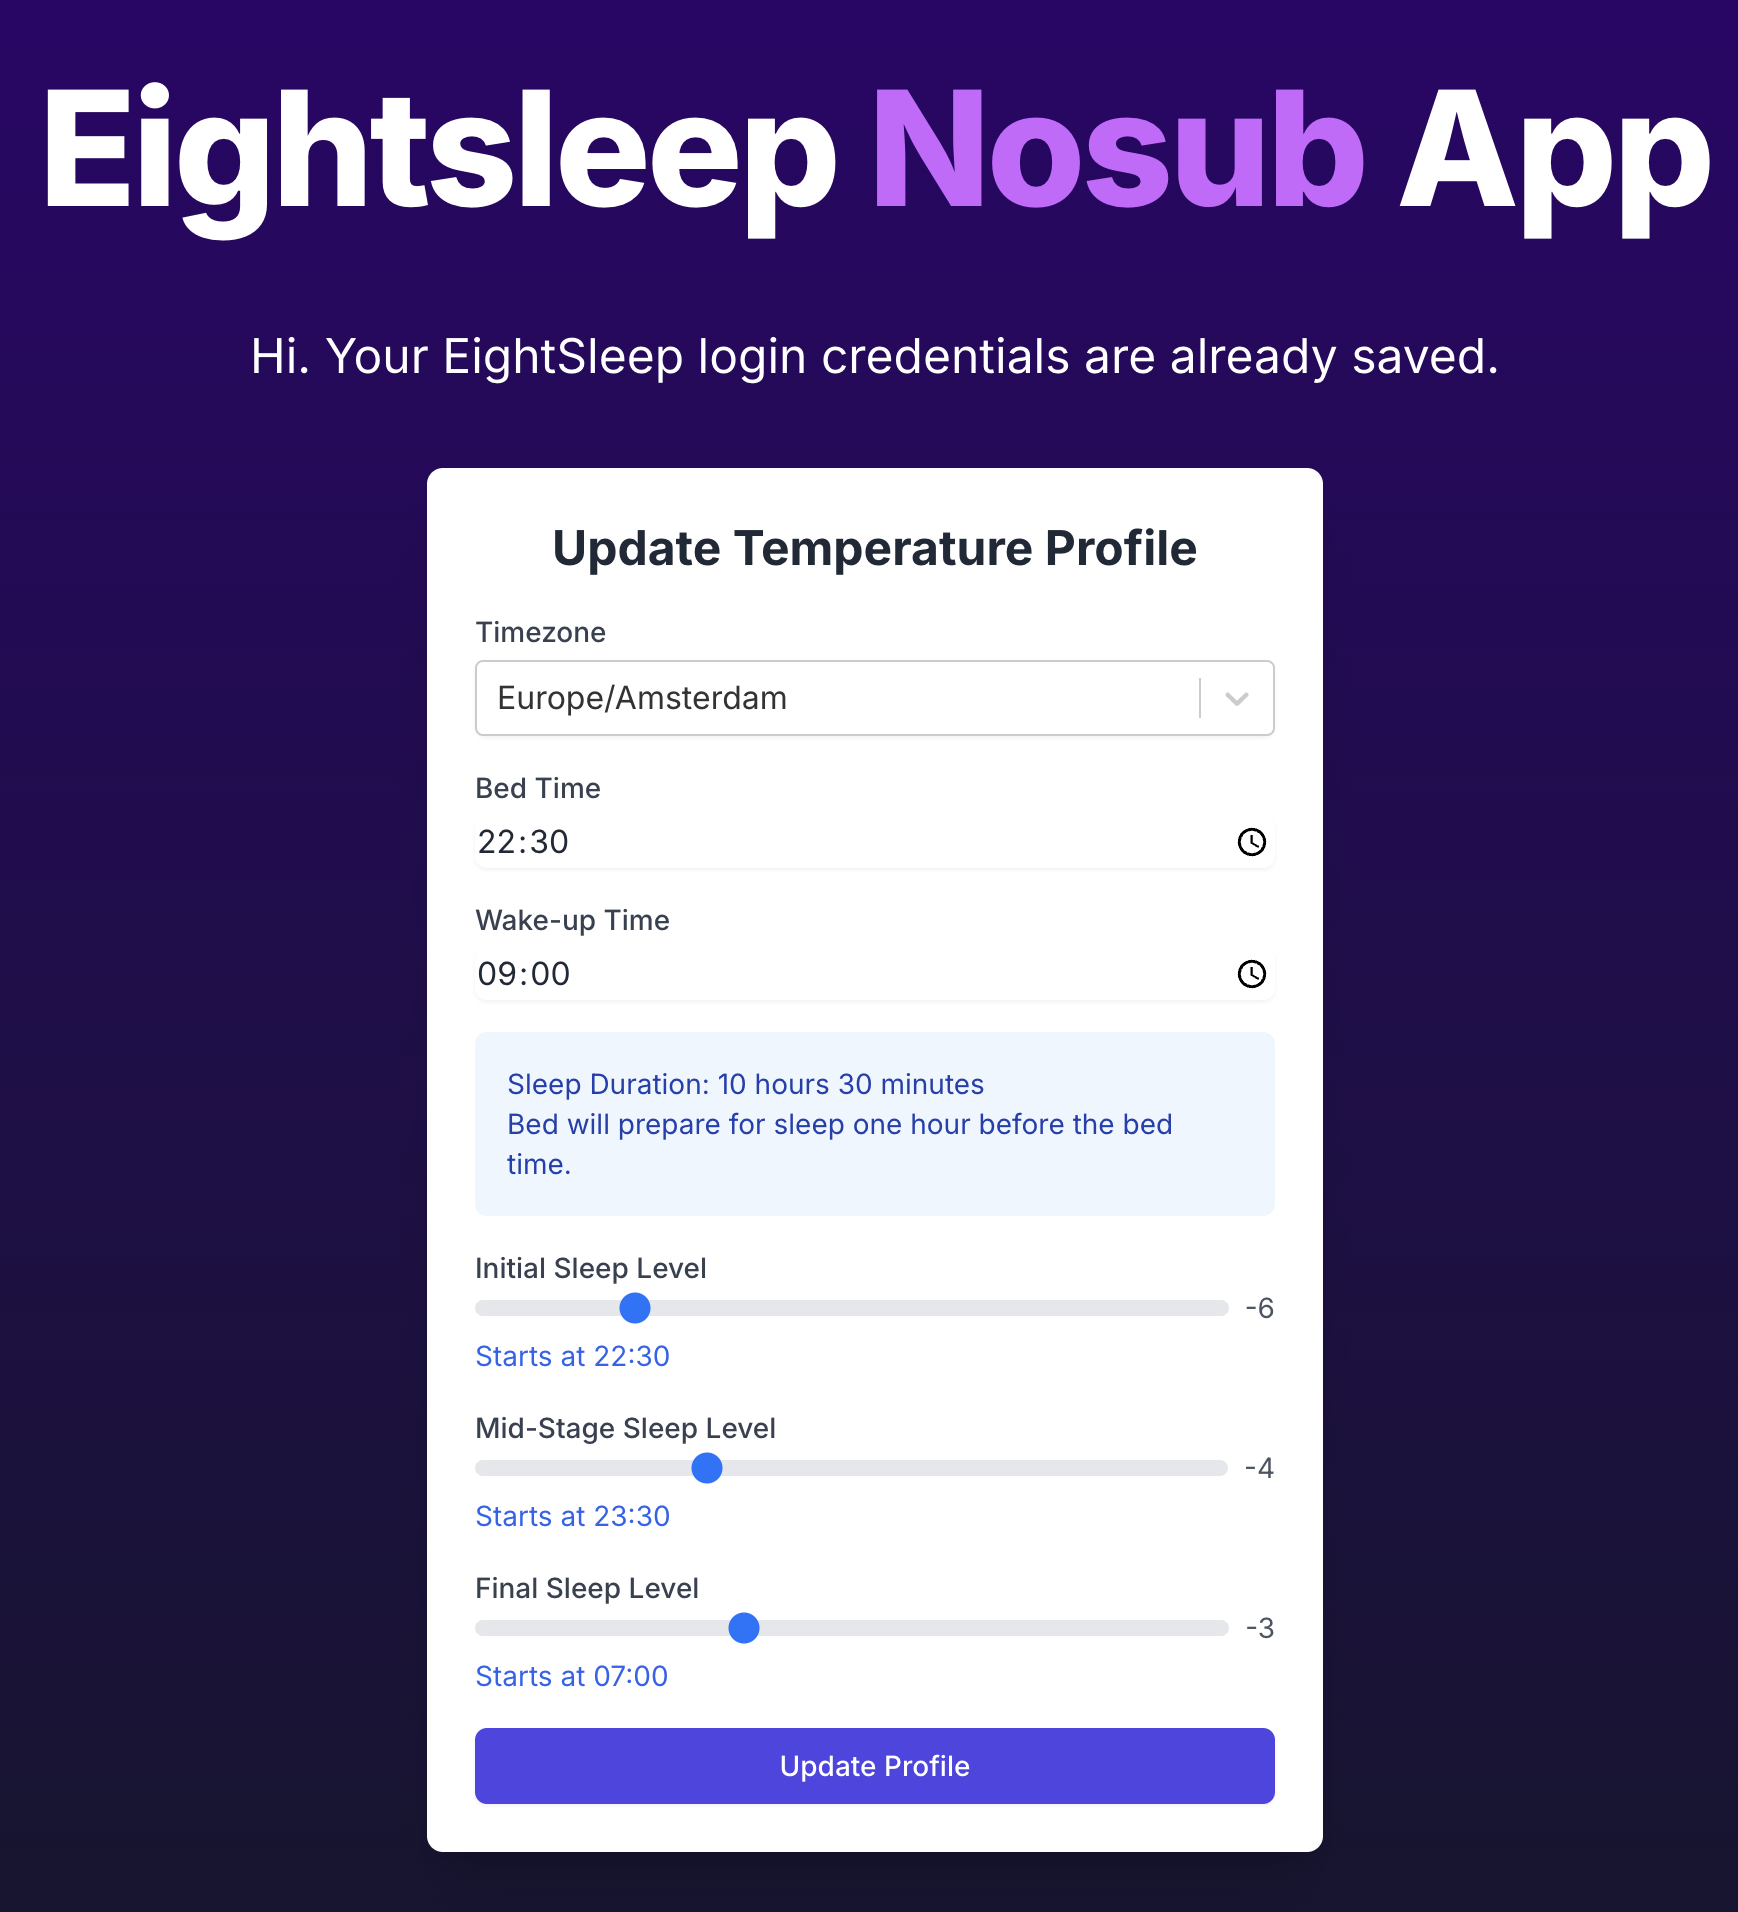 Eightsleep Nosub App
Hi. Your EightSleep login credentials are already saved.
Update Temperature Profile
Timezone
Europe/Amsterdam
Bed Time
22:30
Wake-up Time
09:00
Sleep Duration: 10 hours 30 minutes
Bed will prepare for sleep one hour before the bed
time.
Initial Sleep Level
-6
Starts at 22:30
Mid-Stage Sleep Level
-4
Starts at 23:30
Final Sleep Level
-3
Starts at 07:00
Update Profile